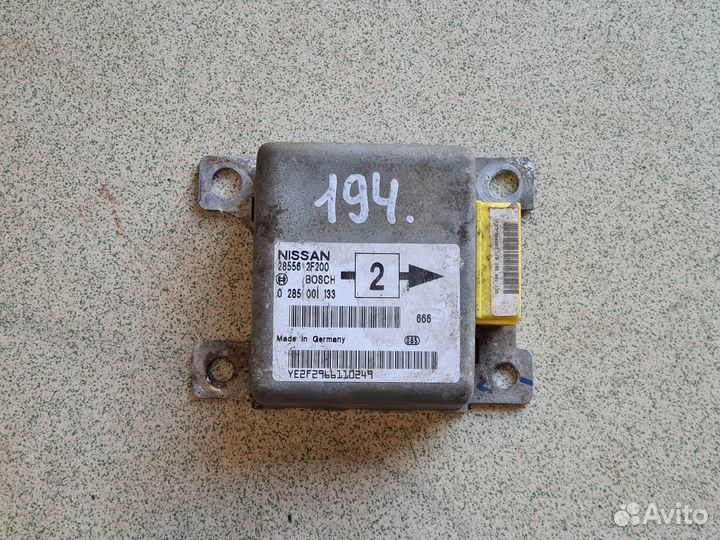 194.
NISSAN
28556 2F200
BOSCH
0 285 001 133
2
666
Made in Germany
YE2F2966110249
Avito